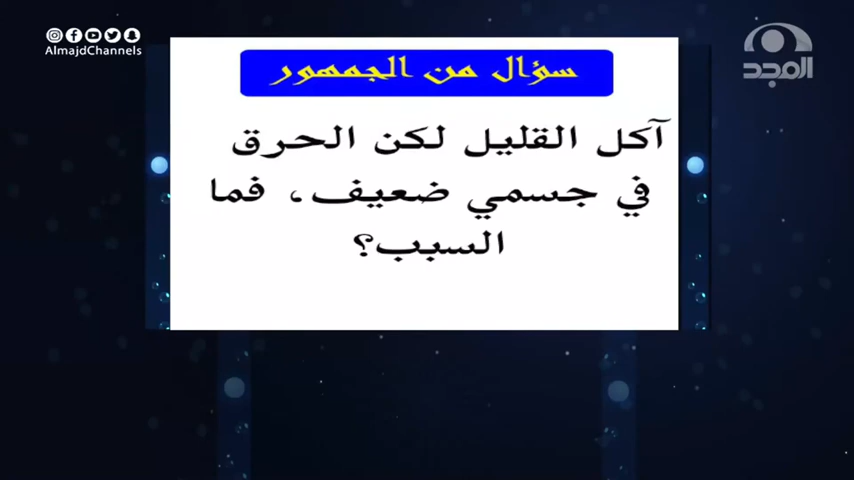 AlmajdChannels
المجد
سؤال من الجمهور
آكل القليل لكن الحرق
في جسمي ضعيف، فما
السبب؟